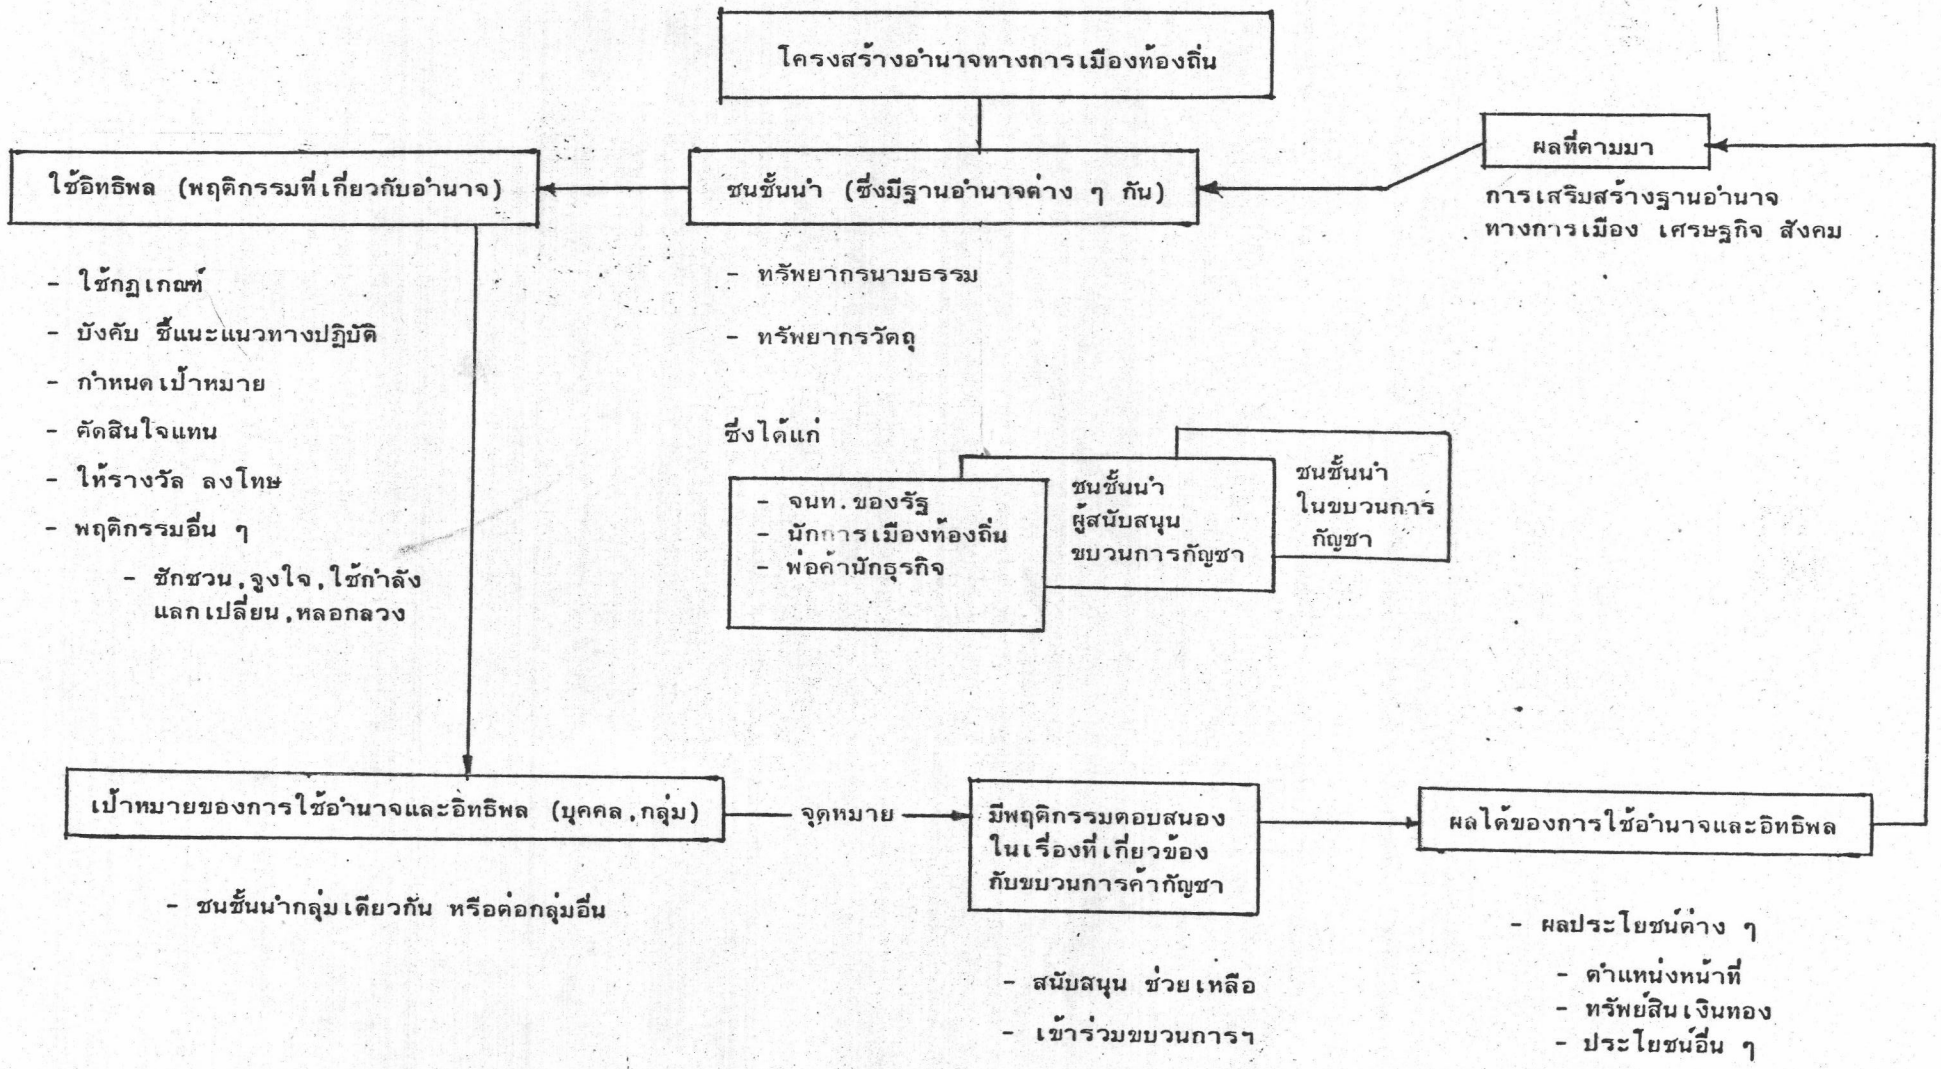 โครงสร้างอำนาจทางการเมืองท้องถิ่น
ผลที่ตามมา
การเสริมสร้างฐานอำนาจ
ทางการเมือง เศรษฐกิจ สังคม
ชนชั้นนำ (ซึ่งมีฐานอำนาจต่าง ๆ กัน)
- ทรัพยากรนามธรรม
- ทรัพยากรวัตถุ
ซึ่งได้แก่
- จนท.ของรัฐ
- นักการเมืองท้องถิ่น
- พ่อค้านักธุรกิจ
ชนชั้นนำ
ผู้สนับสนุน
ขบวนการกัญชา
ชนชั้นนำ
ในขบวนการ
กัญชา
ใช้อิทธิพล (พฤติกรรมที่เกี่ยวกับอำนาจ)
- ใช้กฎเกณฑ์
- บังคับ ชี้แนะแนวทางปฏิบัติ
- กำหนดเป้าหมาย
- ตัดสินใจแทน
- ให้รางวัล ลงโทษ
- พฤติกรรมอื่น ๆ
- ชักชวน,จูงใจ,ใช้กำลัง
แลกเปลี่ยน,หลอกลวง
เป้าหมายของการใช้อำนาจและอิทธิพล (บุคคล,กลุ่ม)
- ชนชั้นนำกลุ่มเดียวกัน หรือต่อกลุ่มอื่น
จุดหมาย
มีพฤติกรรมตอบสนอง
ในเรื่องที่เกี่ยวข้อง
กับขบวนการค้ากัญชา
- สนับสนุน ช่วยเหลือ
- เข้าร่วมขบวนการฯ
ผลได้ของการใช้อำนาจและอิทธิพล
- ผลประโยชน์ต่าง ๆ
- ตำแหน่งหน้าที่
- ทรัพย์สินเงินทอง
- ประโยชน์อื่น ๆ